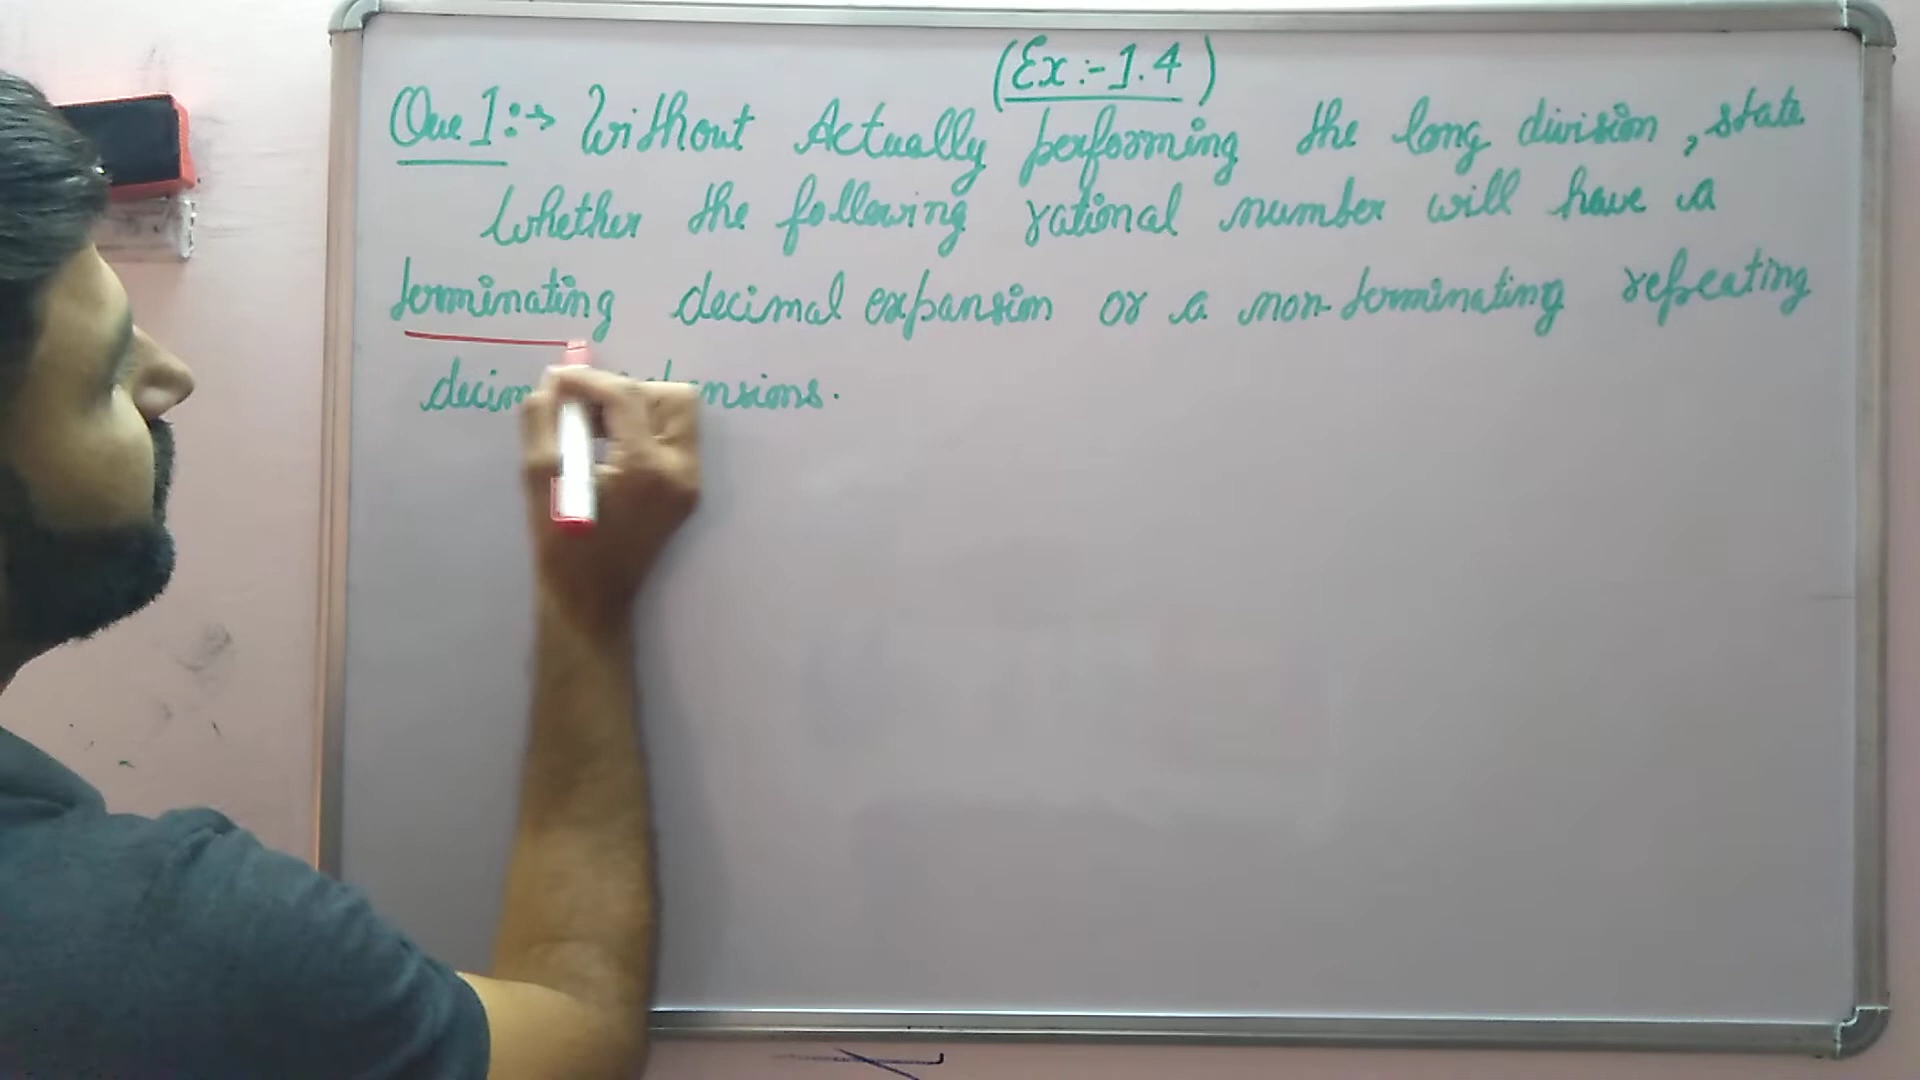 (Ex:-1.4)
Que 1:→ Without Actually performing the long division, state
whether the following rational number will have a
terminating decimal expansion or a non-terminating repeating
decimal expansions.